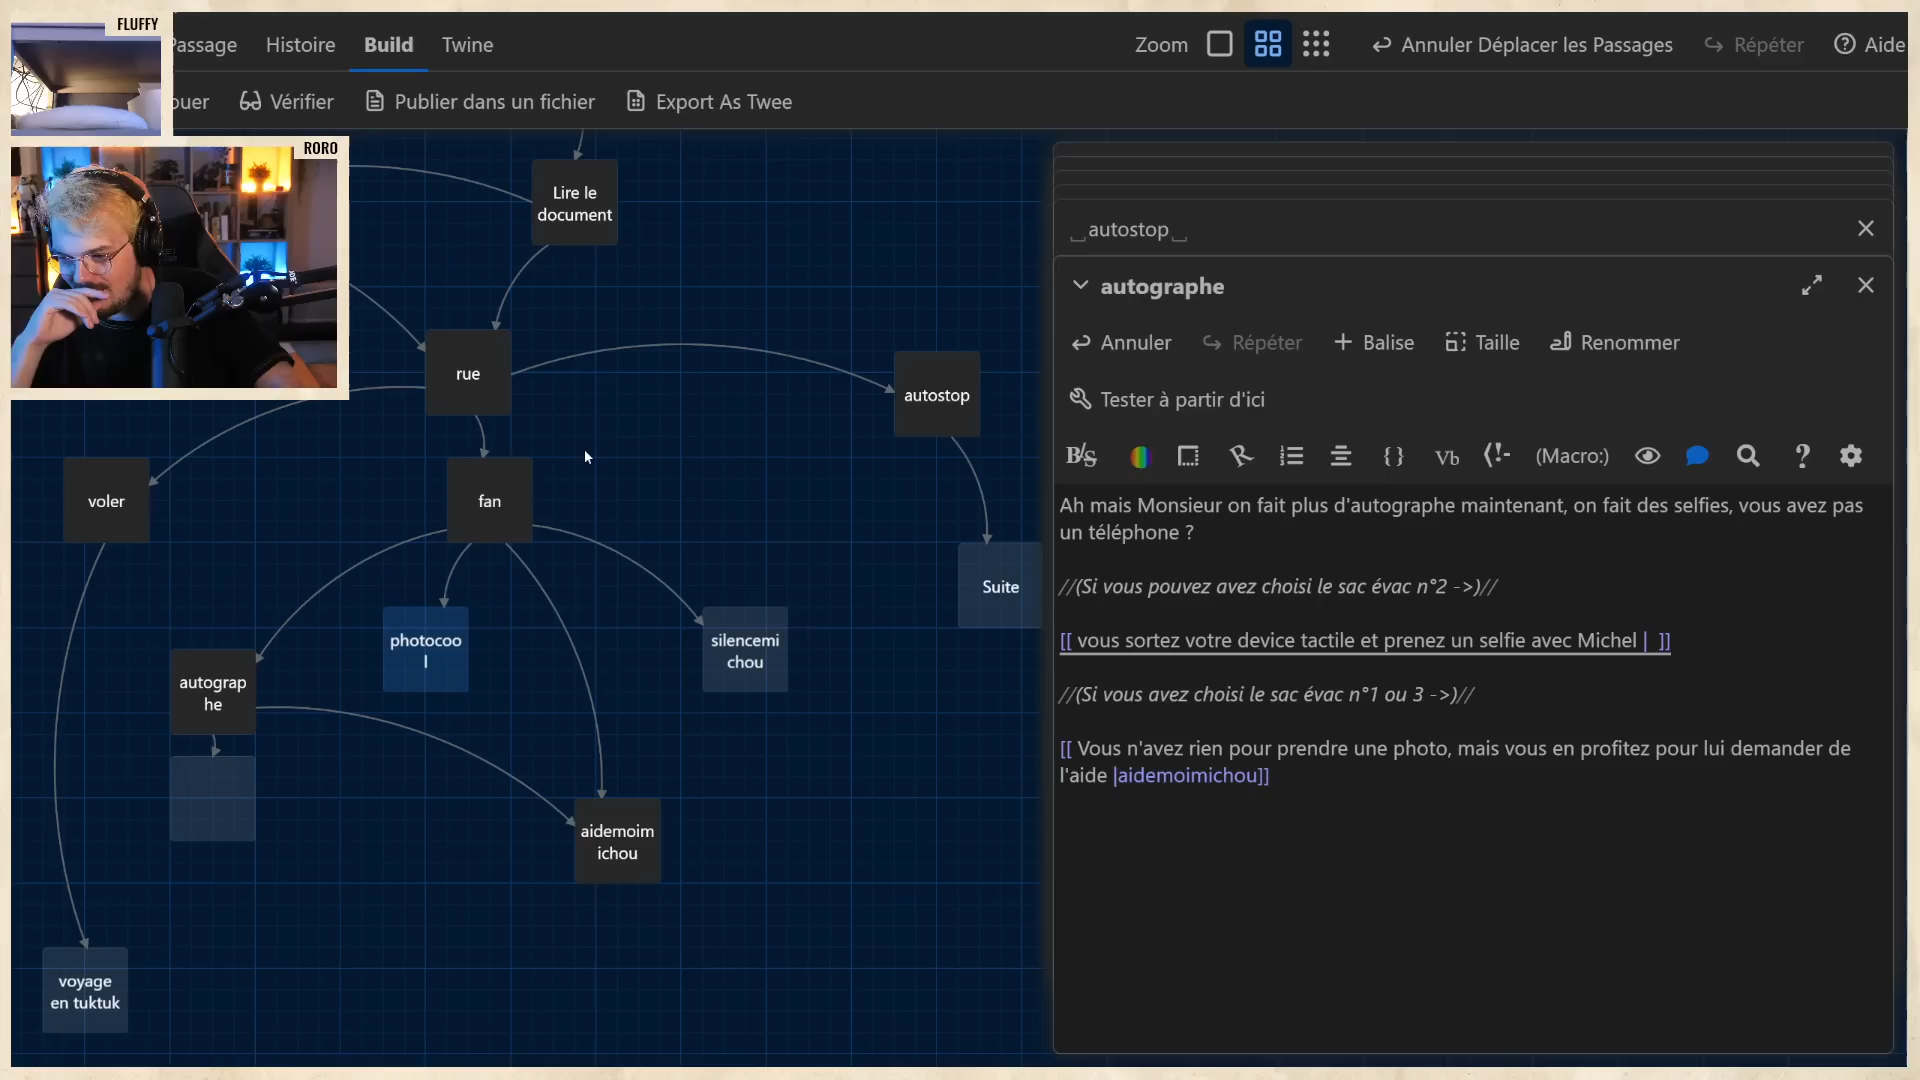 FLUFFY
RORO
Passage
Histoire
Build
Twine
Zoom
Annuler Déplacer les Passages
Répéter
Aide
ouer
Vérifier
Publier dans un fichier
Export As Twee
Lire le
document
rue
autostop
voler
fan
Suite
photocoo
l
silencemi
chou
autograp
he
aidemoim
ichou
voyage
en tuktuk
autostop
autographe
Annuler
Répéter
Balise
Taille
Renommer
Tester à partir d'ici
(Macro:)
Ah mais Monsieur on fait plus d'autographe maintenant, on fait des selfies, vous avez pas
un téléphone ?
//(Si vous pouvez avez choisi le sac évac n°2 ->)//
[[ vous sortez votre device tactile et prenez un selfie avec Michel |  ]]
//(Si vous avez choisi le sac évac n°1 ou 3 ->)//
[[ Vous n'avez rien pour prendre une photo, mais vous en profitez pour lui demander de
l'aide |aidemoimichou]]